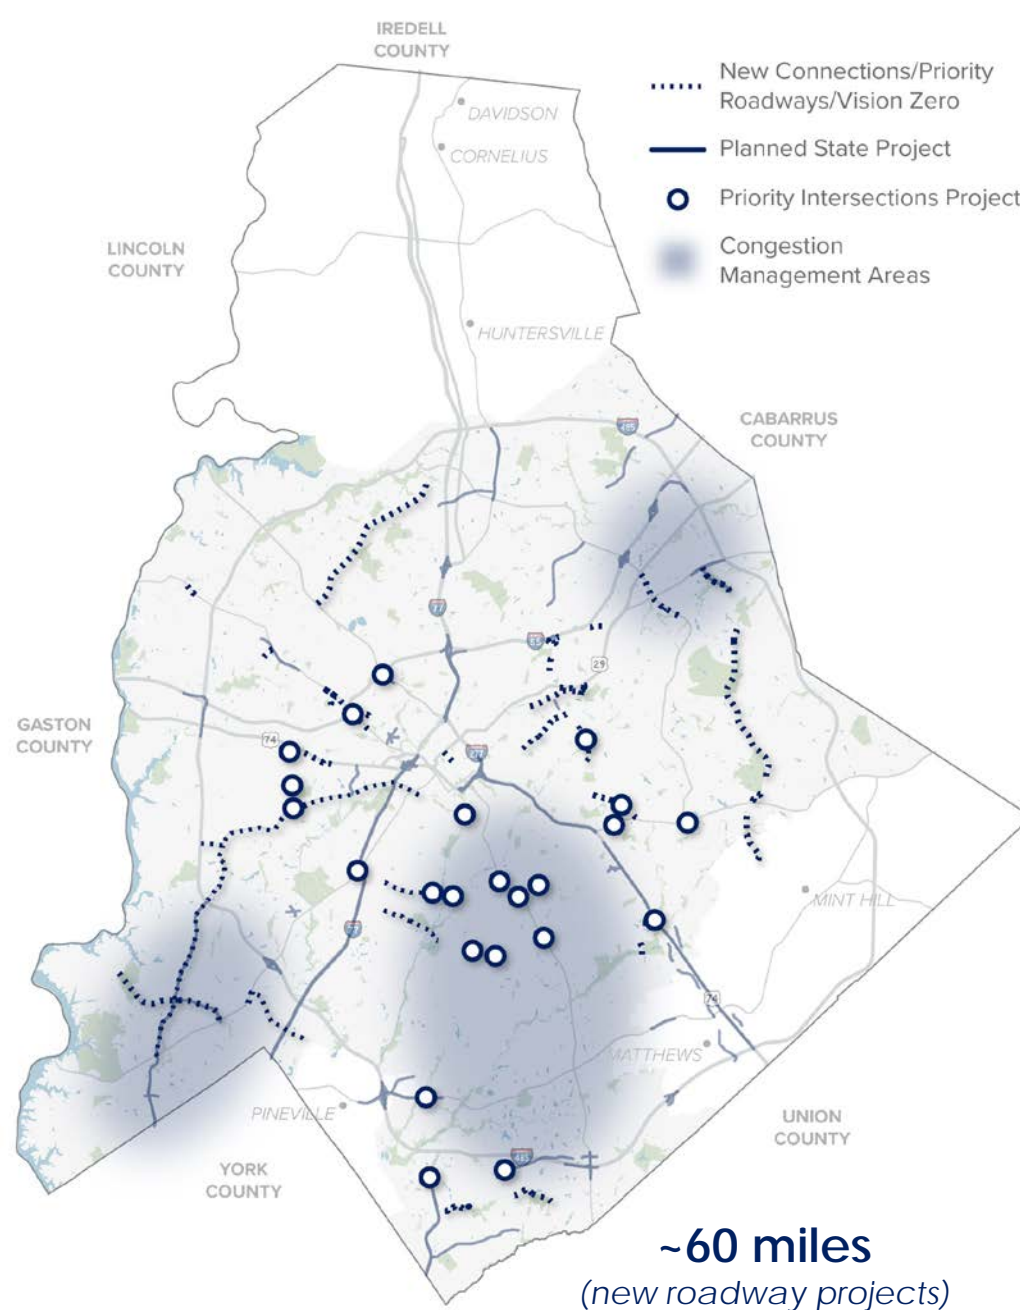 IREDELL
COUNTY
New Connections/Priority
Roadways/Vision Zero
DAVIDSON
Planned State Project
CORNELIUS
Priority Intersections Project
LINCOLN
COUNTY
Congestion
Management Areas
HUNTERSVILLE
CABARRUS
COUNTY
485
77
85
29
GASTON
COUNTY
74
277
MINT HILL
77
74
MATTHEWS
PINEVILLE
UNION
COUNTY
485
YORK
COUNTY
~60 miles
(new roadway projects)